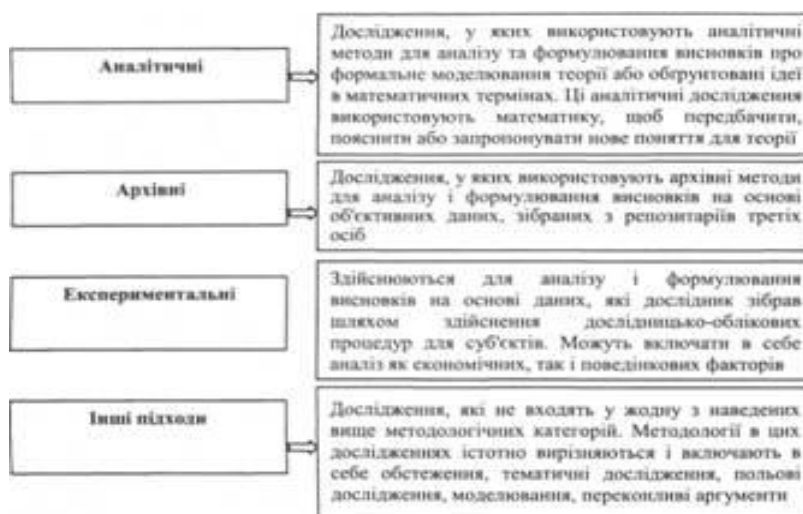 Аналітичні
Дослідження, у яких використовують аналітичні
методи для аналізу та формулювання висновків про
формальне моделювання теорії або обґрунтовані ідеї
в математичних термінах. Ці аналітичні дослідження
використовують математику, щоб передбачити,
пояснити або запропонувати нове поняття для теорії
Архівні
Дослідження, у яких використовують архівні методи
для аналізу і формулювання висновків на основі
об'єктивних даних, зібраних з репозитаріїв третіх
осіб
Експериментальні
Здійснюються для аналізу і формулювання
висновків на основі даних, які дослідник зібрав
шляхом здійснення дослідницько-облікових
процедур для суб'єктів. Можуть включати в себе
аналіз як економічних, так і поведінкових факторів
Інші підходи
Дослідження, які не входять у жодну з наведених
вище методологічних категорій. Методології в цих
дослідженнях істотно вирізняються і включають в
себе обстеження, тематичні дослідження, польові
дослідження, моделювання, переконливі аргументи